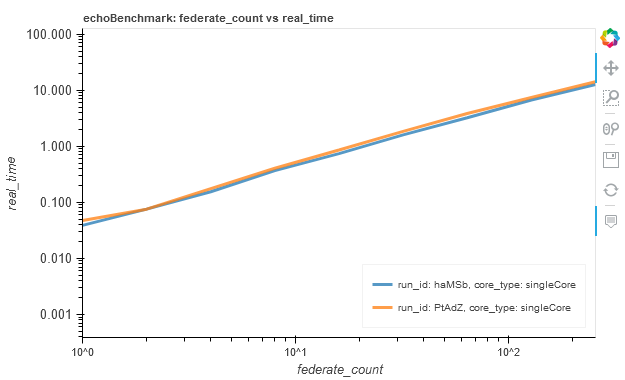 echoBenchmark: federate_count vs real_time
100.000
10.000
1.000
0.100
0.010
0.001
real_time
run_id: haMSb, core_type: singleCore
run_id: PtAdZ, core_type: singleCore
10^0
10^1
10^2
federate_count